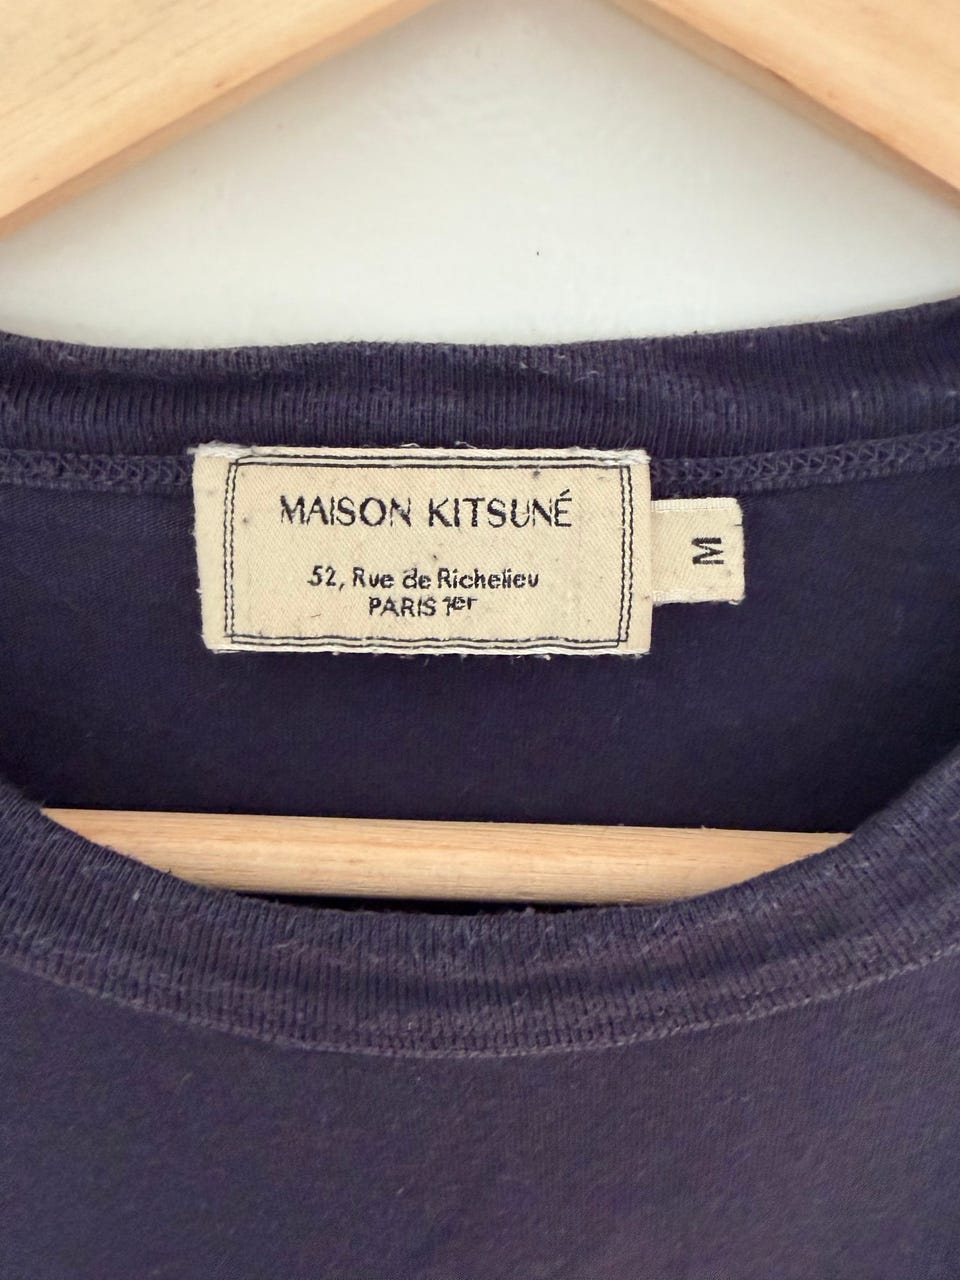 MAISON KITSUNÉ
52, Rue de Richelieu
PARIS 1er
M